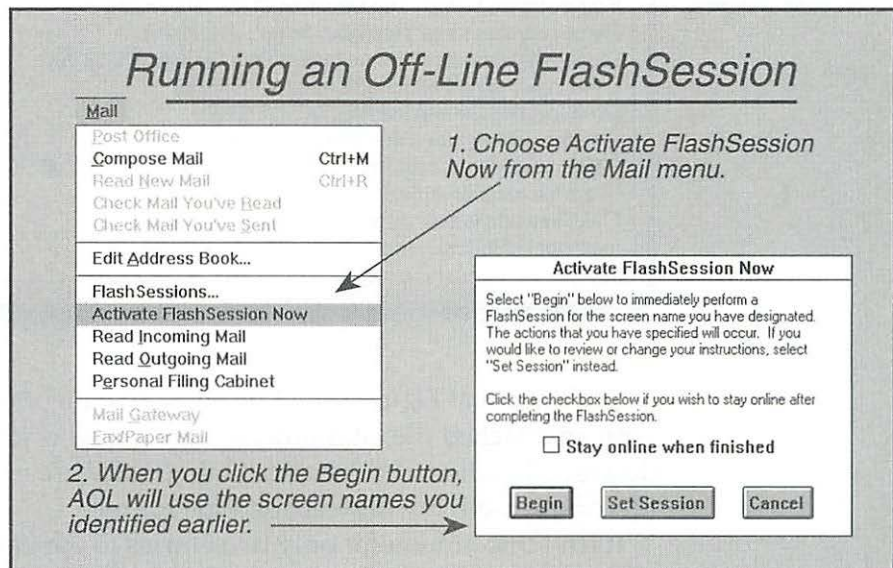 Running an Off-Line FlashSession
Mail
Post Office
Compose Mail Ctrl+M
Read New Mail Ctrl+R
Check Mail You've Read
Check Mail You've Sent
Edit Address Book...
FlashSessions...
Activate FlashSession Now
Read Incoming Mail
Read Outgoing Mail
Personal Filing Cabinet
Mail Gateway
Fax/Paper Mail
1. Choose Activate FlashSession
Now from the Mail menu.
Activate FlashSession Now
Select "Begin" below to immediately perform a
FlashSession for the screen name you have designated.
The actions that you have specified will occur. If you
would like to review or change your instructions, select
"Set Session" instead.
Click the checkbox below if you wish to stay online after
completing the FlashSession.
Stay online when finished
Begin Set Session Cancel
2. When you click the Begin button,
AOL will use the screen names you
identified earlier.